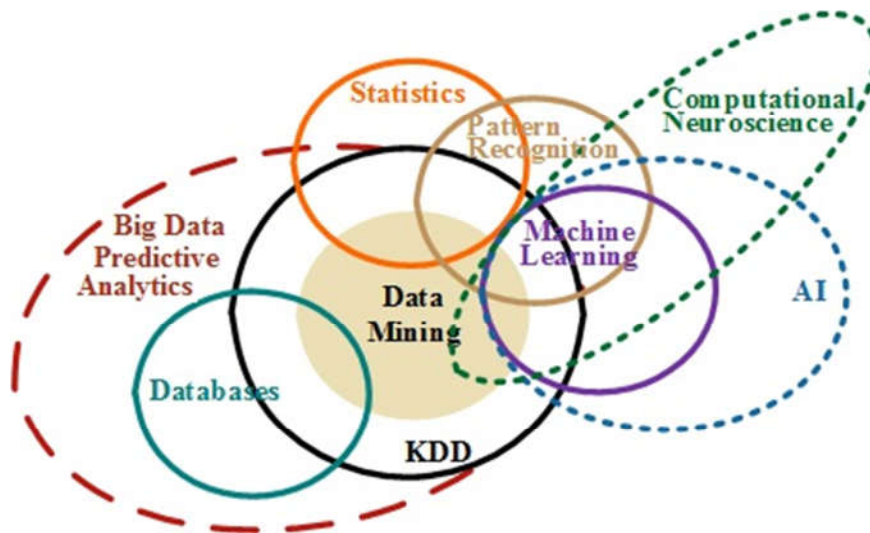 Statistics
Pattern
Recognition
Computational
Neuroscience
Big Data
Predictive
Analytics
Machine
Learning
Data
Mining
AI
Databases
KDD